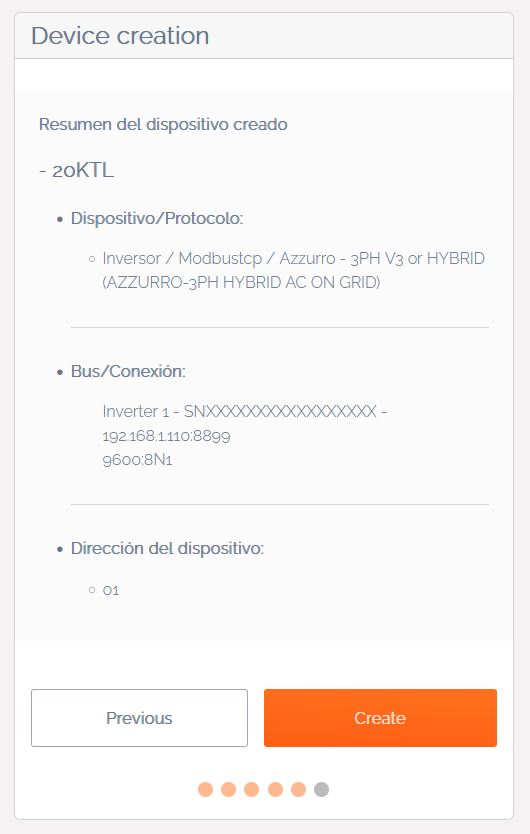 Device creation
Resumen del dispositivo creado
- 20KTL
• Dispositivo/Protocolo:
○ Inversor / Modbustcp / Azzurro - 3PH V3 or HYBRID
(AZZURRO-3PH HYBRID AC ON GRID)
• Bus/Conexión:
Inverter 1 - SNXXXXXXXXXXXXXXXXX -
192.168.1.110:8899
9600:8N1
• Dirección del dispositivo:
○ 01
Previous
Create